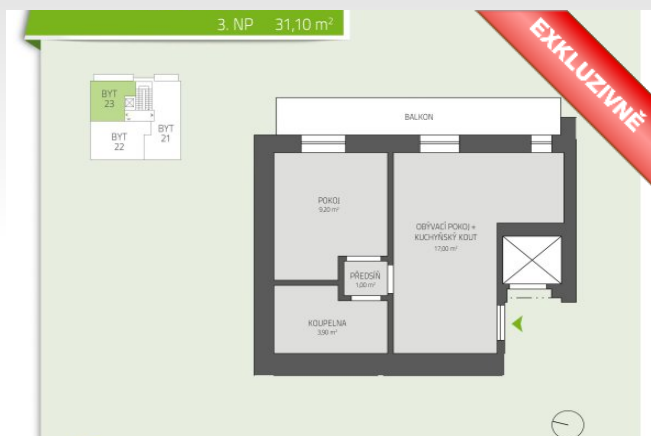 3. NP 31,10 m²
EXKLUZIVNĚ
BYT
23
BYT
22
BYT
21
BALKON
POKOJ
9,20 m²
OBÝVACÍ POKOJ +
KUCHYŇSKÝ KOUT
17,00 m²
PŘEDSÍŇ
1,00 m²
KOUPELNA
3,90 m²